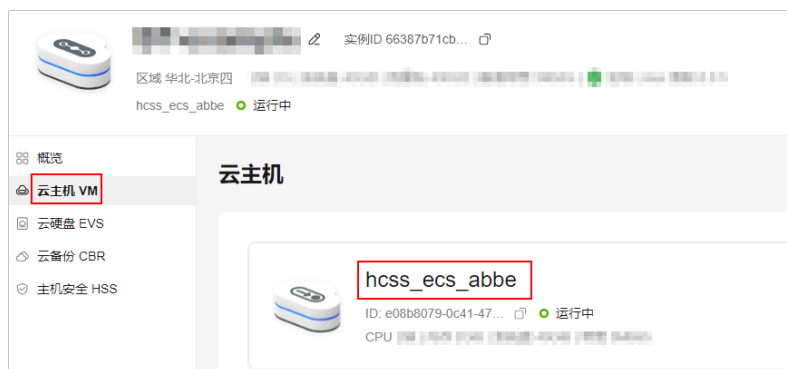 实例ID 66387b71cb...
区域 华北-北京四
hcss_ecs_abbe 运行中
概览
云主机 VM
云硬盘 EVS
云备份 CBR
主机安全 HSS
云主机
hcss_ecs_abbe
ID: e08b8079-0c41-47... 运行中
CPU